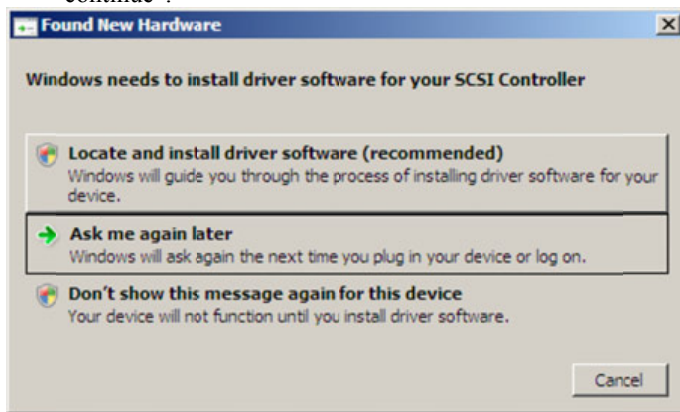 continue”.
Found New Hardware
Windows needs to install driver software for your SCSI Controller
Locate and install driver software (recommended)
Windows will guide you through the process of installing driver software for your
device.
Ask me again later
Windows will ask again the next time you plug in your device or log on.
Don't show this message again for this device
Your device will not function until you install driver software.
Cancel